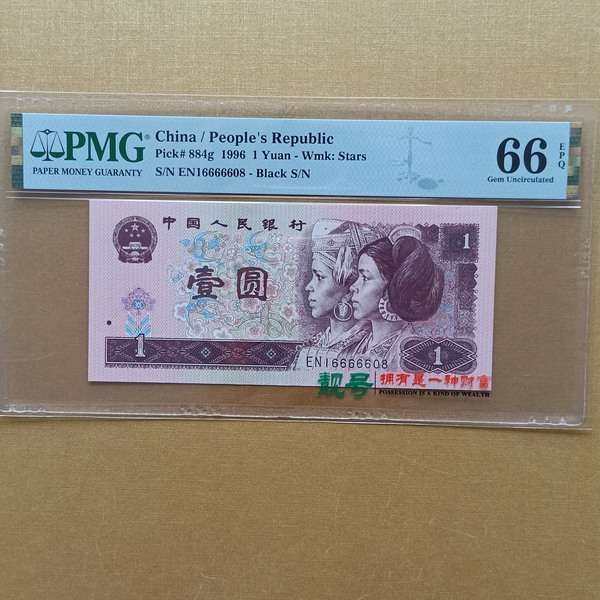 PMG®
PAPER MONEY GUARANTY
China / People's Republic
Pick# 884g 1996 1 Yuan - Wmk: Stars
S/N EN16666608 - Black S/N
66 EPQ
Gem Uncirculated
中国人民银行
1
壹圆
1
EN16666608
1
靓号
拥有是一种财富
POSSESSION IS A KIND OF WEALTH